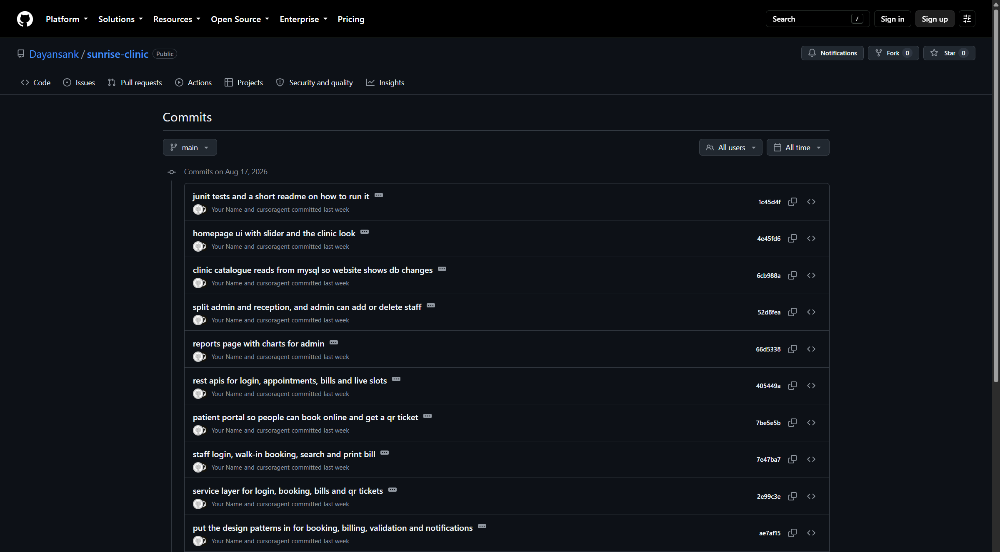 Platform Solutions Resources Open Source Enterprise Pricing Search / Sign in Sign up
Dayansank / sunrise-clinic Public Notifications Fork 0 Star 0
Code Issues Pull requests Actions Projects Security and quality Insights
Commits
main All users All time
Commits on Aug 17, 2026
junit tests and a short readme on how to run it
Your Name and cursoragent committed last week
1c45d4f
homepage ui with slider and the clinic look
Your Name and cursoragent committed last week
4e45fd6
clinic catalogue reads from mysql so website shows db changes
Your Name and cursoragent committed last week
6cb988a
split admin and reception, and admin can add or delete staff
Your Name and cursoragent committed last week
52d8fea
reports page with charts for admin
Your Name and cursoragent committed last week
66d5338
rest apis for login, appointments, bills and live slots
Your Name and cursoragent committed last week
405449a
patient portal so people can book online and get a qr ticket
Your Name and cursoragent committed last week
7be5e5b
staff login, walk-in booking, search and print bill
Your Name and cursoragent committed last week
7e47ba7
service layer for login, booking, bills and qr tickets
Your Name and cursoragent committed last week
2e99c3e
put the design patterns in for booking, billing, validation and notifications
Your Name and cursoragent committed last week
ae7af15